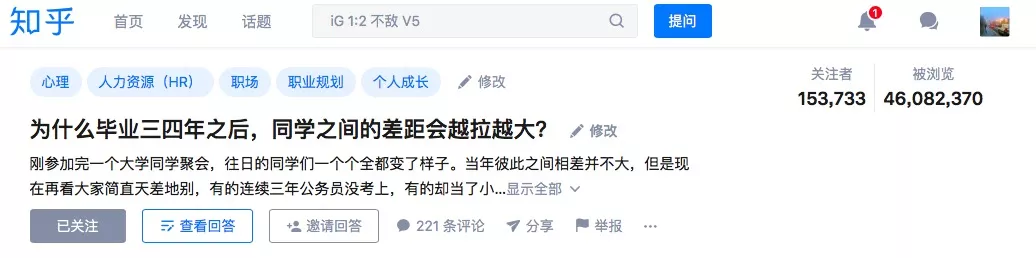 知乎 首页 发现 话题 iG 1:2 不敌 V5 提问 1
心理 人力资源（HR） 职场 职业规划 个人成长 修改
关注者 被浏览
153,733 46,082,370
为什么毕业三四年之后，同学之间的差距会越拉越大？ 修改
刚参加完一个大学同学聚会，往日的同学们一个个全都变了样子。当年彼此之间相差并不大，但是现
在再看大家简直天差地别，有的连续三年公务员没考上，有的却当了小...显示全部
已关注 查看回答 邀请回答 221 条评论 分享 举报 ···